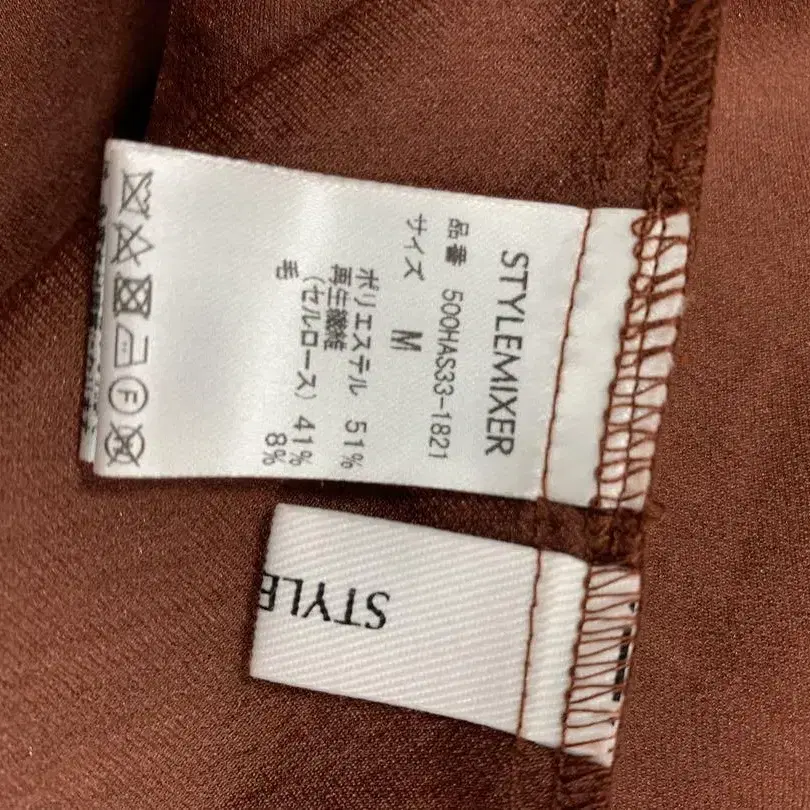 STYLEMIXER
品番 500HAS33-1821
サイズ M
ポリエステル 51%
再生繊維
(セルロース) 41%
毛 8%
F
STYLE